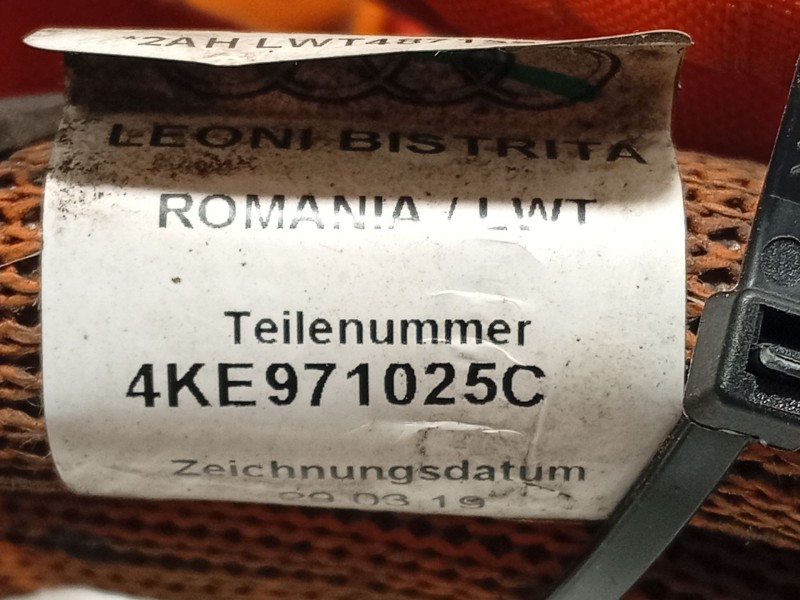 LEONI BISTRITA
ROMANIA / LWT
Teilenummer
4KE971025C
Zeichnungsdatum